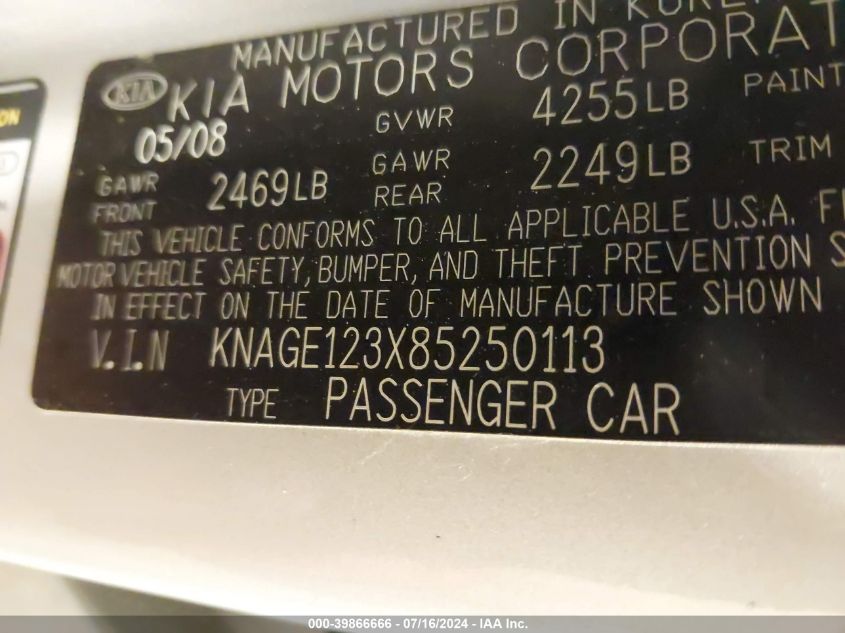 MANUFACTURED IN KOREA
KIA KIA MOTORS CORPORAT
05/08 GVWR 4255LB PAINT
GAWR FRONT 2469LB GAWR REAR 2249LB TRIM
THIS VEHICLE CONFORMS TO ALL APPLICABLE U.S.A. F
MOTOR VEHICLE SAFETY, BUMPER, AND THEFT PREVENTION S
IN EFFECT ON THE DATE OF MANUFACTURE SHOWN
V.I.N KNAGE123X85250113
TYPE PASSENGER CAR
ON
000-39866666 - 07/16/2024 - IAA Inc.